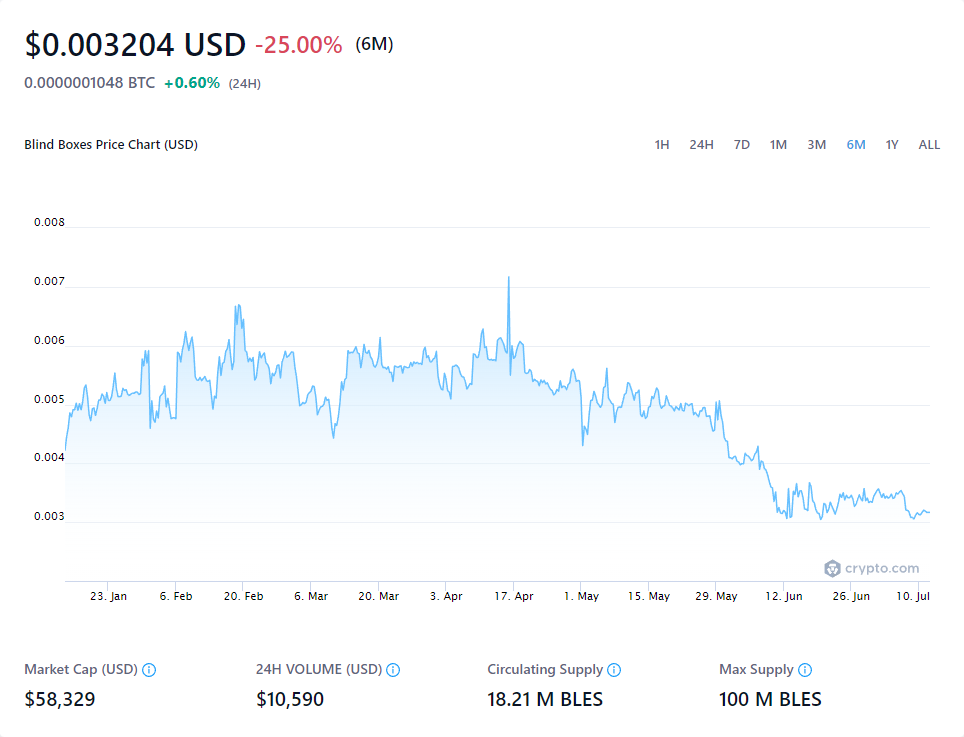 $0.003204 USD -25.00% (6M)
0.0000001048 BTC +0.60% (24H)
Blind Boxes Price Chart (USD) 1H 24H 7D 1M 3M 6M 1Y ALL
0.008
0.007
0.006
0.005
0.004
0.003
crypto.com
23. Jan 6. Feb 20. Feb 6. Mar 20. Mar 3. Apr 17. Apr 1. May 15. May 29. May 12. Jun 26. Jun 10. Jul
Market Cap (USD) 24H VOLUME (USD) Circulating Supply Max Supply
$58,329 $10,590 18.21 M BLES 100 M BLES